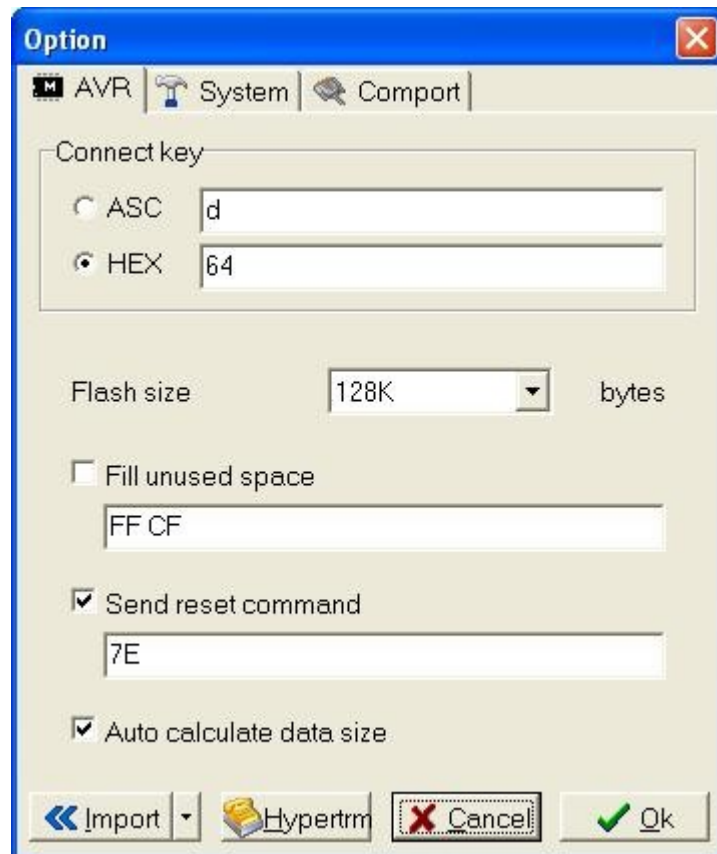 Option
M AVR System Comport
Connect key
ASC d
HEX 64
Flash size 128K bytes
Fill unused space
FF CF
Send reset command
7E
Auto calculate data size
Import Hypertrm Cancel Ok